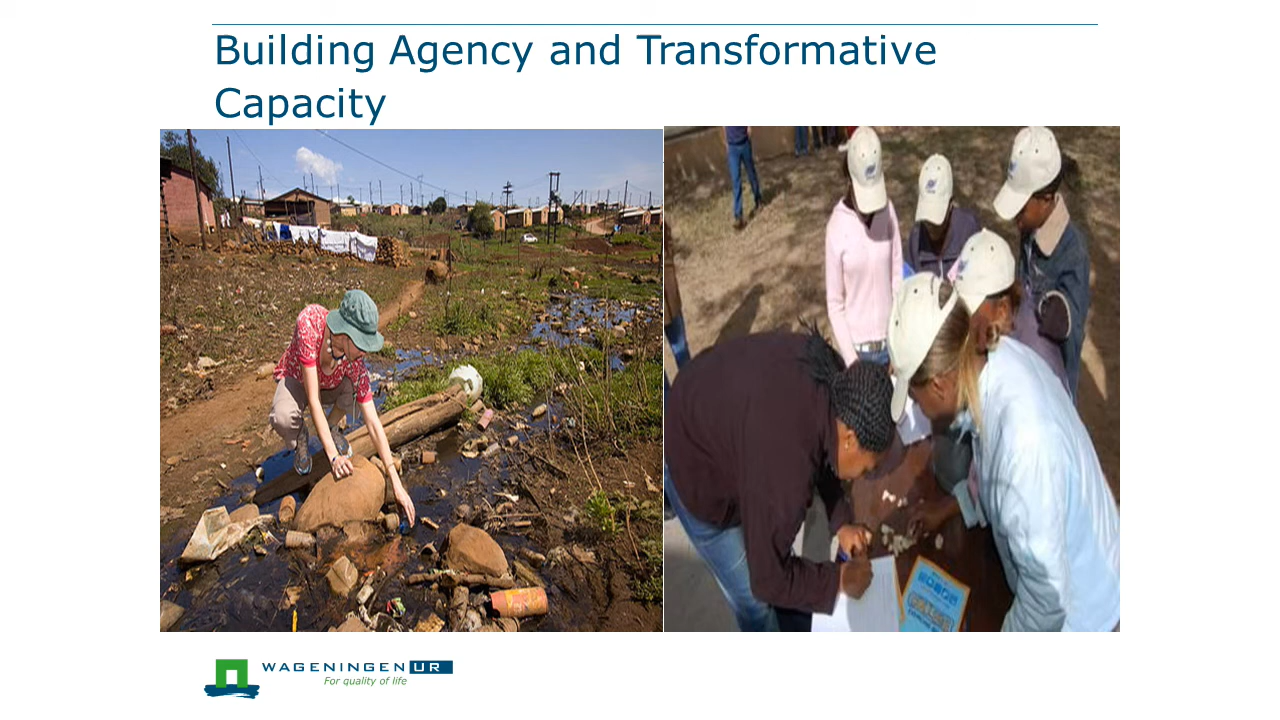 Building Agency and Transformative
Capacity
WAGENINGEN UR
For quality of life